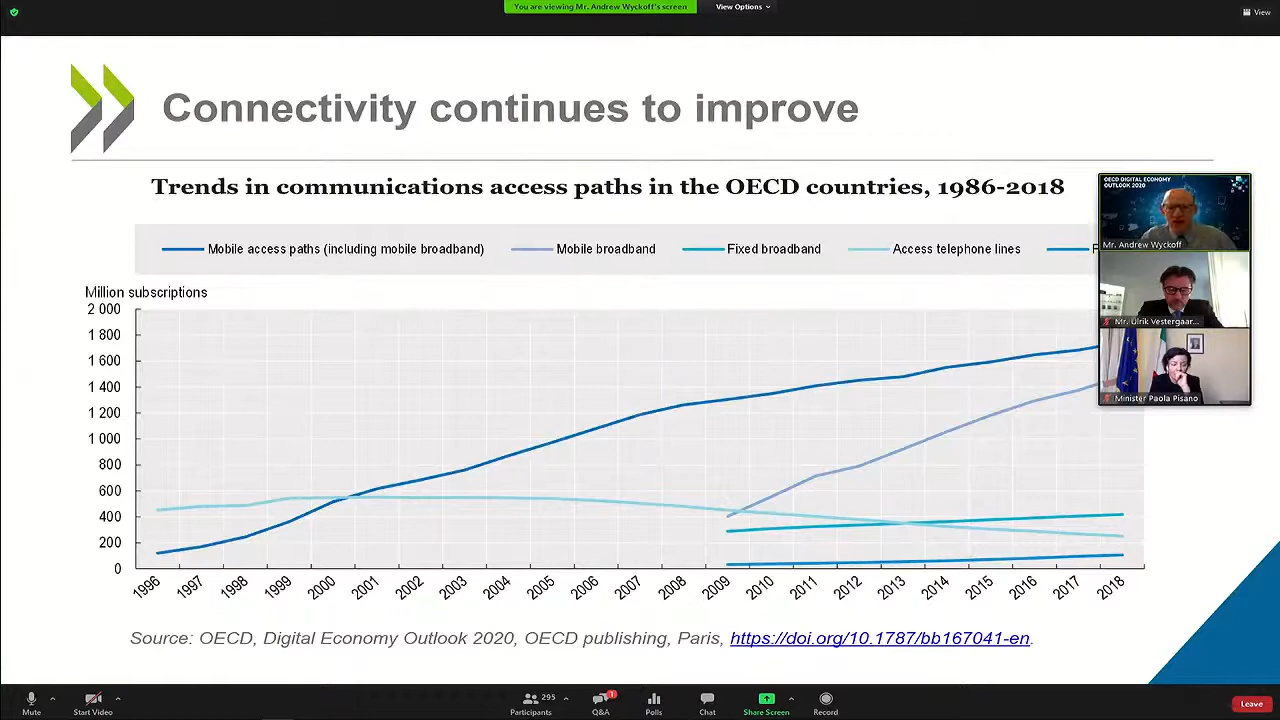 You are viewing Mr. Andrew Wyckoff's screen
View Options
View
Connectivity continues to improve
Trends in communications access paths in the OECD countries, 1986-2018
OECD DIGITAL ECONOMY
OUTLOOK 2020
Mr. Andrew Wyckoff
Mr. Ulrik Vestergaar...
Minister Paola Pisano
Mobile access paths (including mobile broadband)
Mobile broadband
Fixed broadband
Access telephone lines
Million subscriptions
2 000
1 800
1 600
1 400
1 200
1 000
800
600
400
200
0
1996
1997
1998
1999
2000
2001
2002
2003
2004
2005
2006
2007
2008
2009
2010
2011
2012
2013
2014
2015
2016
2017
2018
Source: OECD, Digital Economy Outlook 2020, OECD publishing, Paris, https://doi.org/10.1787/bb167041-en.
Mute
Start Video
295
Participants
1
Q&A
Polls
Chat
Share Screen
Record
Leave